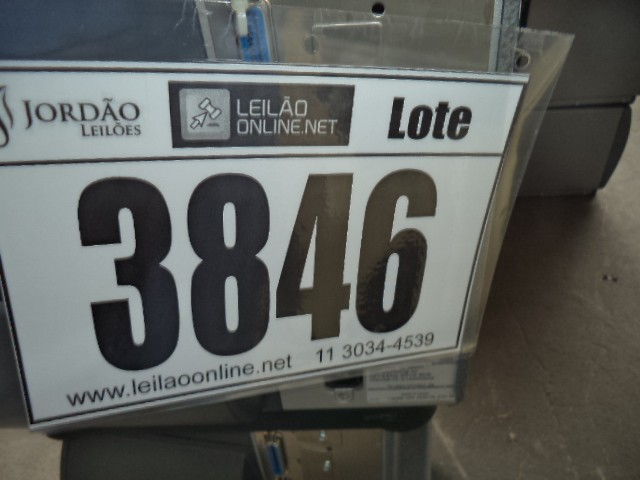 JORDÃO
LEILÕES
LEILÃO
ONLINE.NET
Lote
3846
www.leilaoonline.net 11 3034-4539